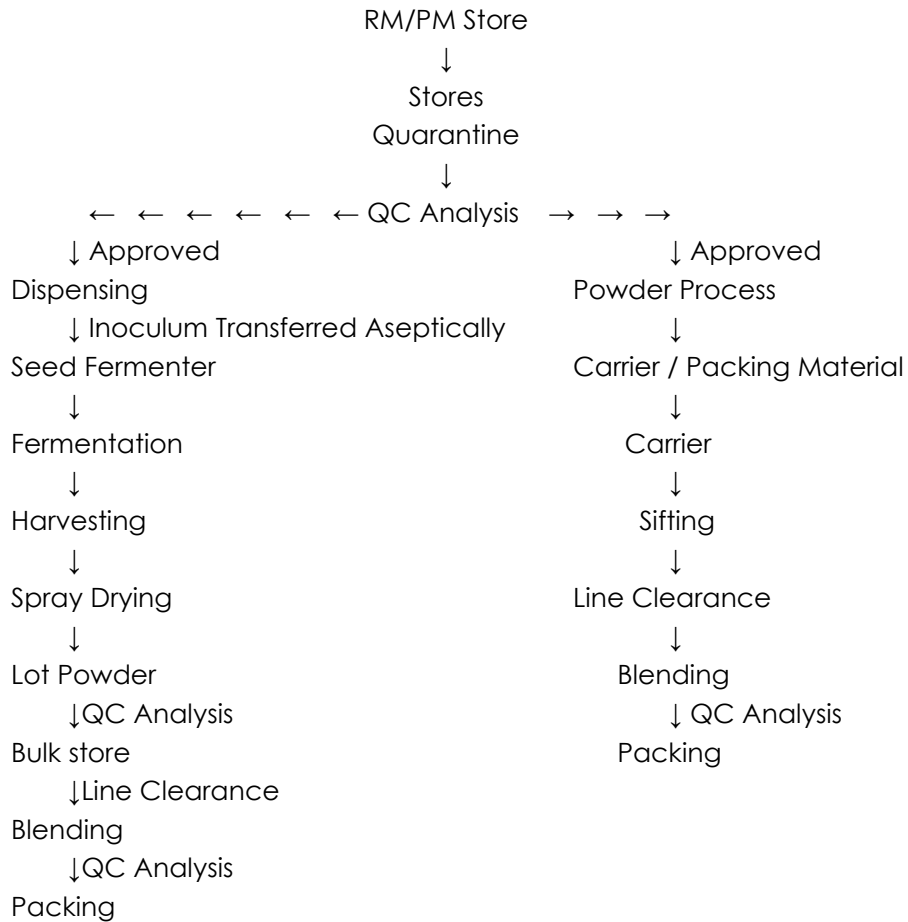 RM/PM Store
↓
Stores
Quarantine
↓
← ← ← ← ← ← QC Analysis → → →
↓ Approved ↓ Approved
Dispensing Powder Process
↓ Inoculum Transferred Aseptically ↓
Seed Fermenter Carrier / Packing Material
↓ ↓
Fermentation Carrier
↓ ↓
Harvesting Sifting
↓ ↓
Spray Drying Line Clearance
↓ ↓
Lot Powder Blending
↓QC Analysis ↓ QC Analysis
Bulk store Packing
↓Line Clearance
Blending
↓QC Analysis
Packing